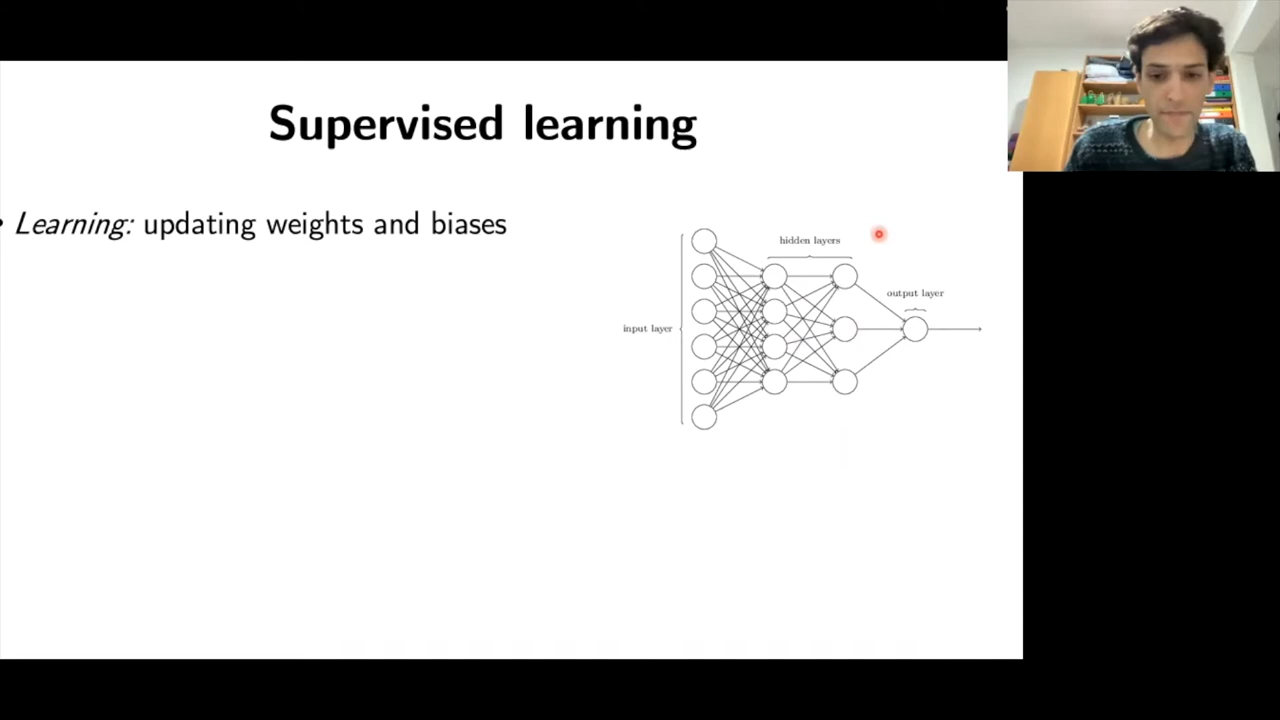 Supervised learning
• Learning: updating weights and biases
hidden layers
output layer
input layer